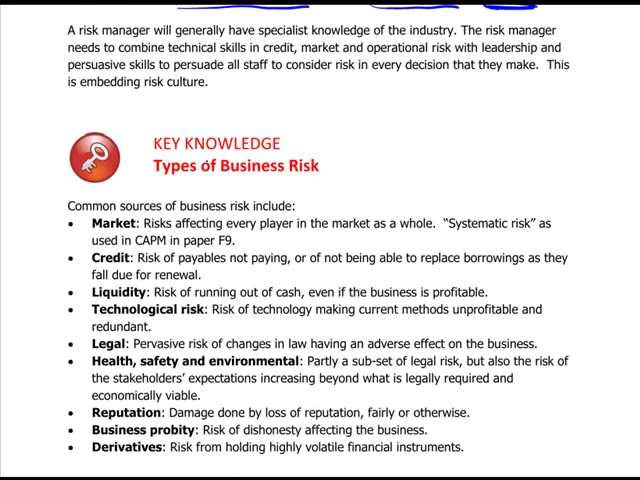 A risk manager will generally have specialist knowledge of the industry. The risk manager
needs to combine technical skills in credit, market and operational risk with leadership and
persuasive skills to persuade all staff to consider risk in every decision that they make.  This
is embedding risk culture.
KEY KNOWLEDGE
Types of Business Risk
Common sources of business risk include:
• Market: Risks affecting every player in the market as a whole.  “Systematic risk” as
used in CAPM in paper F9.
• Credit: Risk of payables not paying, or of not being able to replace borrowings as they
fall due for renewal.
• Liquidity: Risk of running out of cash, even if the business is profitable.
• Technological risk: Risk of technology making current methods unprofitable and
redundant.
• Legal: Pervasive risk of changes in law having an adverse effect on the business.
• Health, safety and environmental: Partly a sub-set of legal risk, but also the risk of
the stakeholders’ expectations increasing beyond what is legally required and
economically viable.
• Reputation: Damage done by loss of reputation, fairly or otherwise.
• Business probity: Risk of dishonesty affecting the business.
• Derivatives: Risk from holding highly volatile financial instruments.